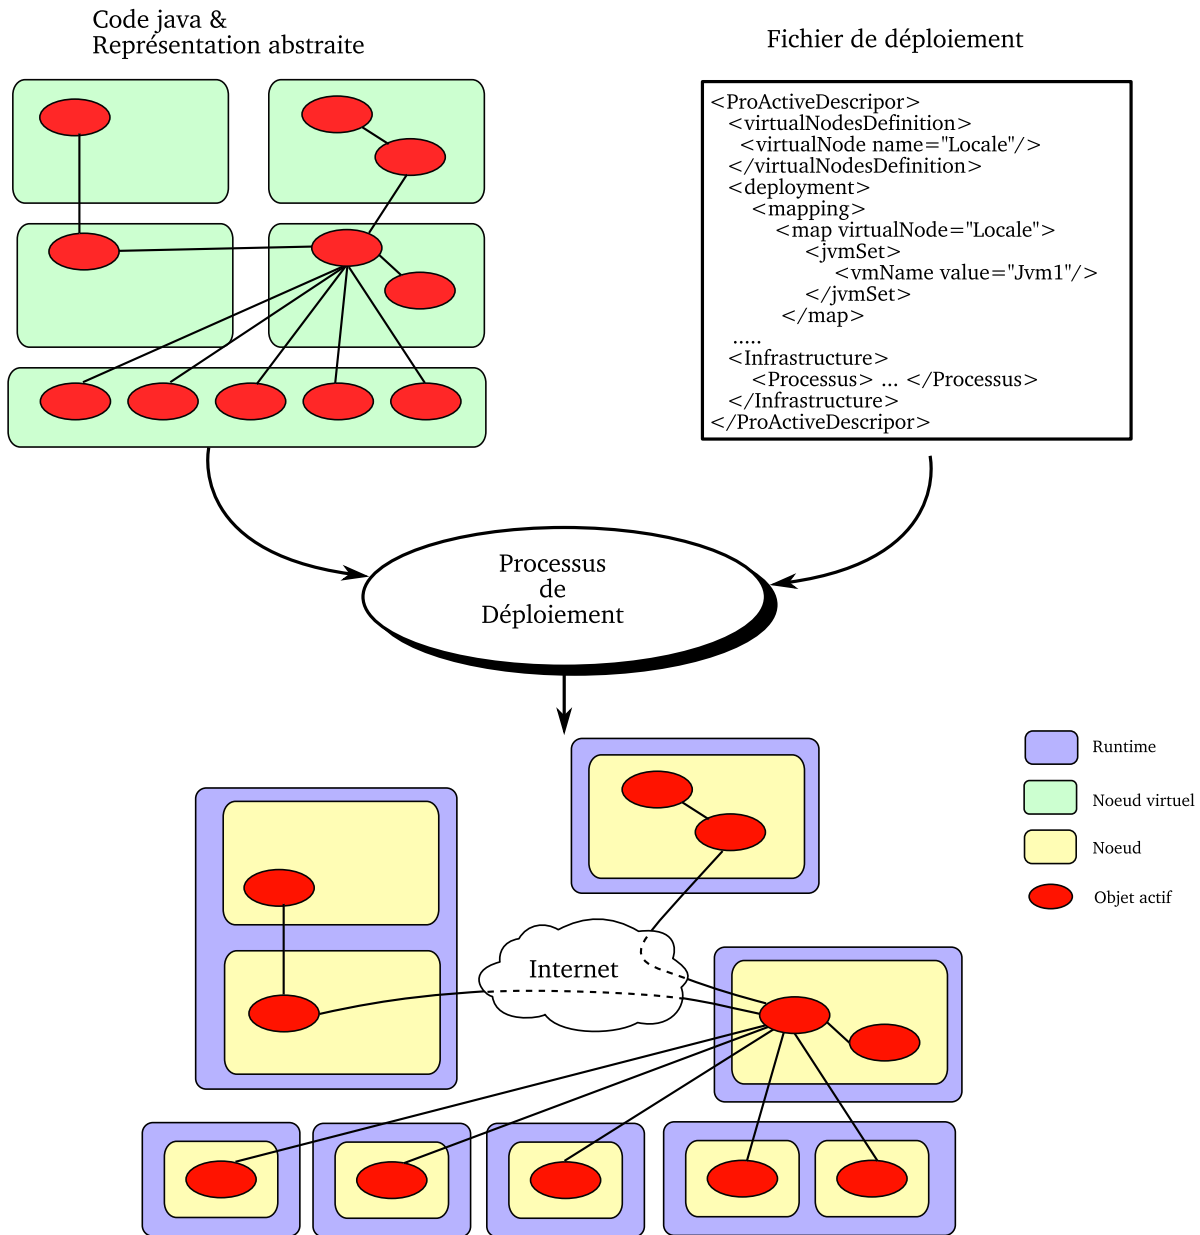 Code java &
Représentation abstraite
Fichier de déploiement
<ProActiveDescripor>
<virtualNodesDefinition>
<virtualNode name="Locale"/>
</virtualNodesDefinition>
<deployment>
<mapping>
<map virtualNode="Locale">
<jvmSet>
<vmName value="Jvm1"/>
</jvmSet>
</map>
.....
<Infrastructure>
<Processus> ... </Processus>
</Infrastructure>
</ProActiveDescripor>
Processus
de
Déploiement
Runtime
Noeud virtuel
Noeud
Objet actif
Internet